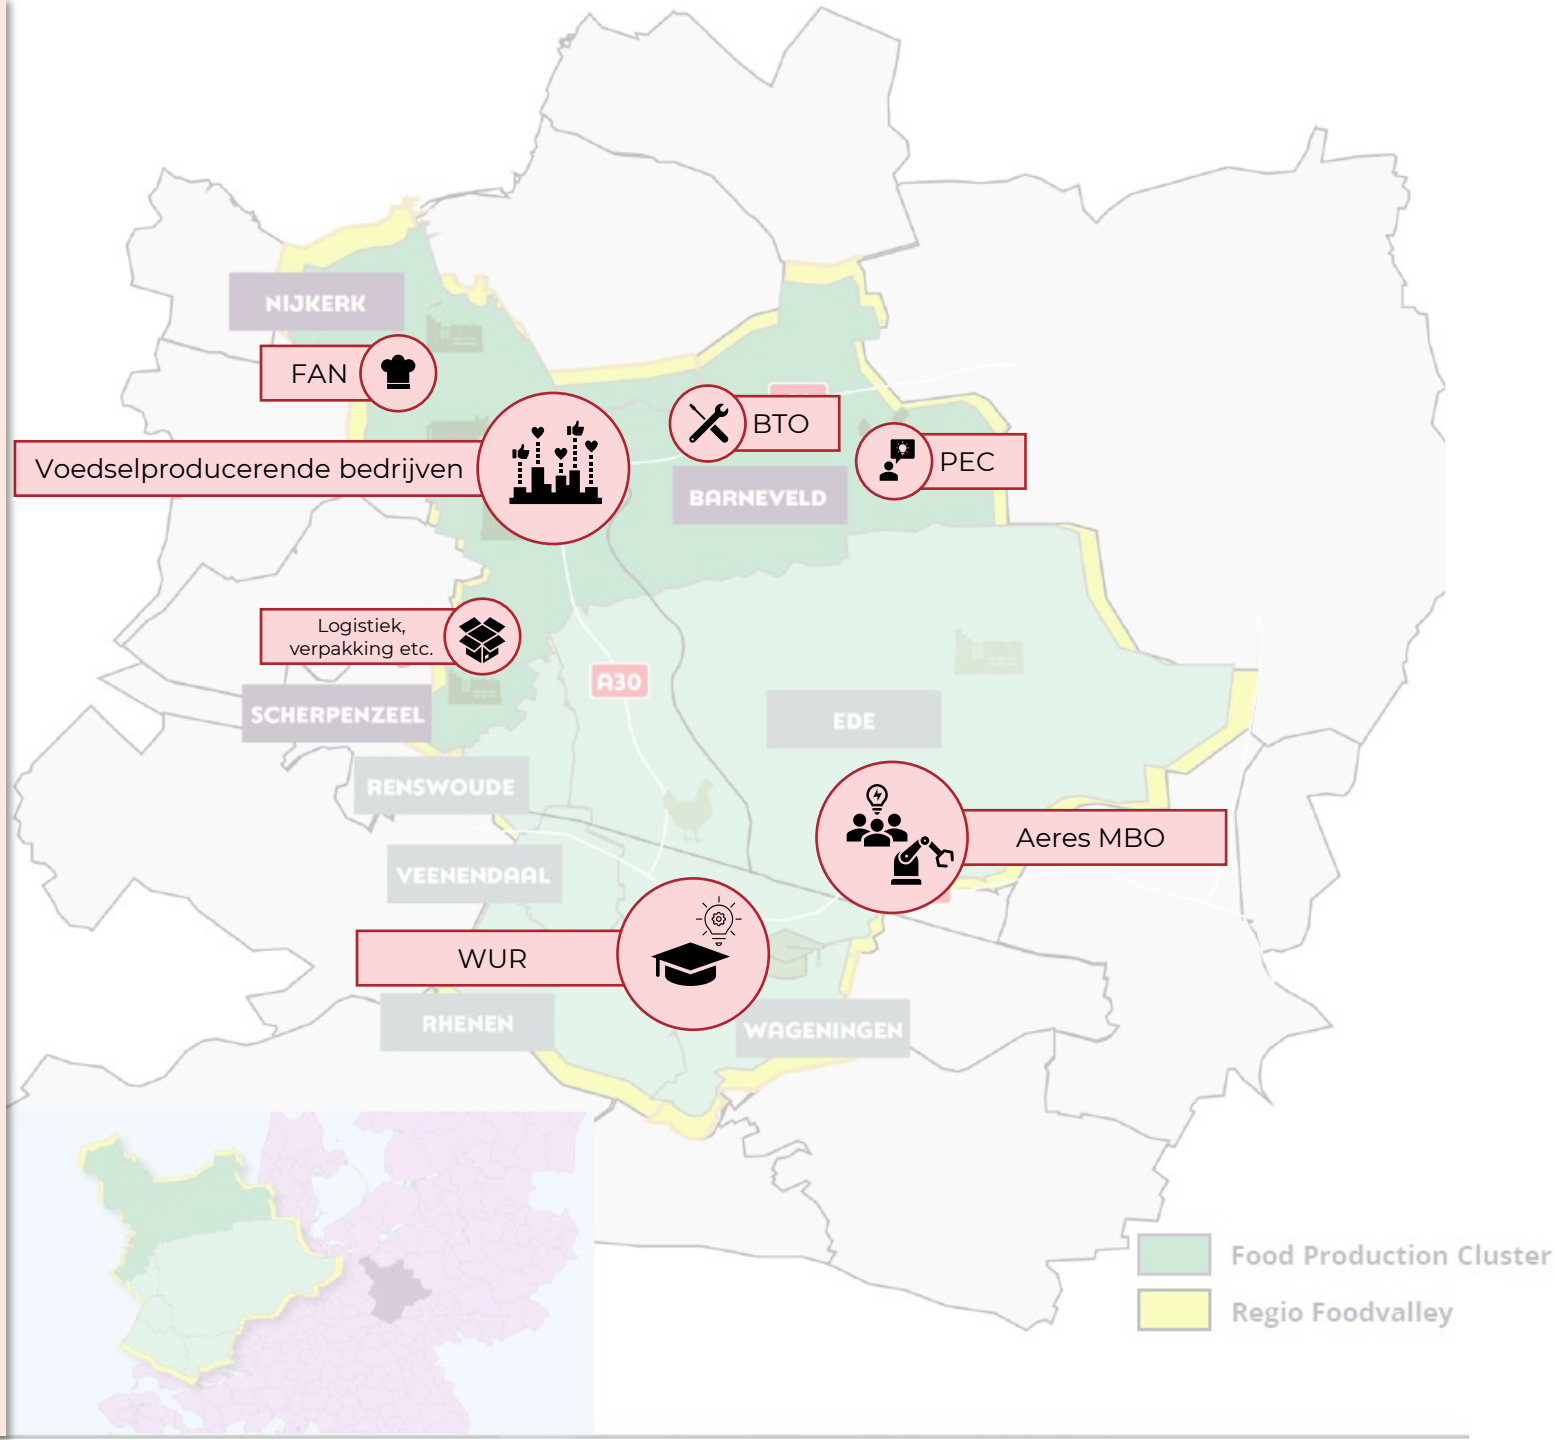 NIJKERK
FAN
BTO
Voedselproducerende bedrijven
PEC
BARNEVELD
Logistiek,
verpakking etc.
A30
SCHERPENZEEL
EDE
RENSWOUDE
Aeres MBO
VEENENDAAL
WUR
RHENEN
WAGENINGEN
Food Production Cluster
Regio Foodvalley